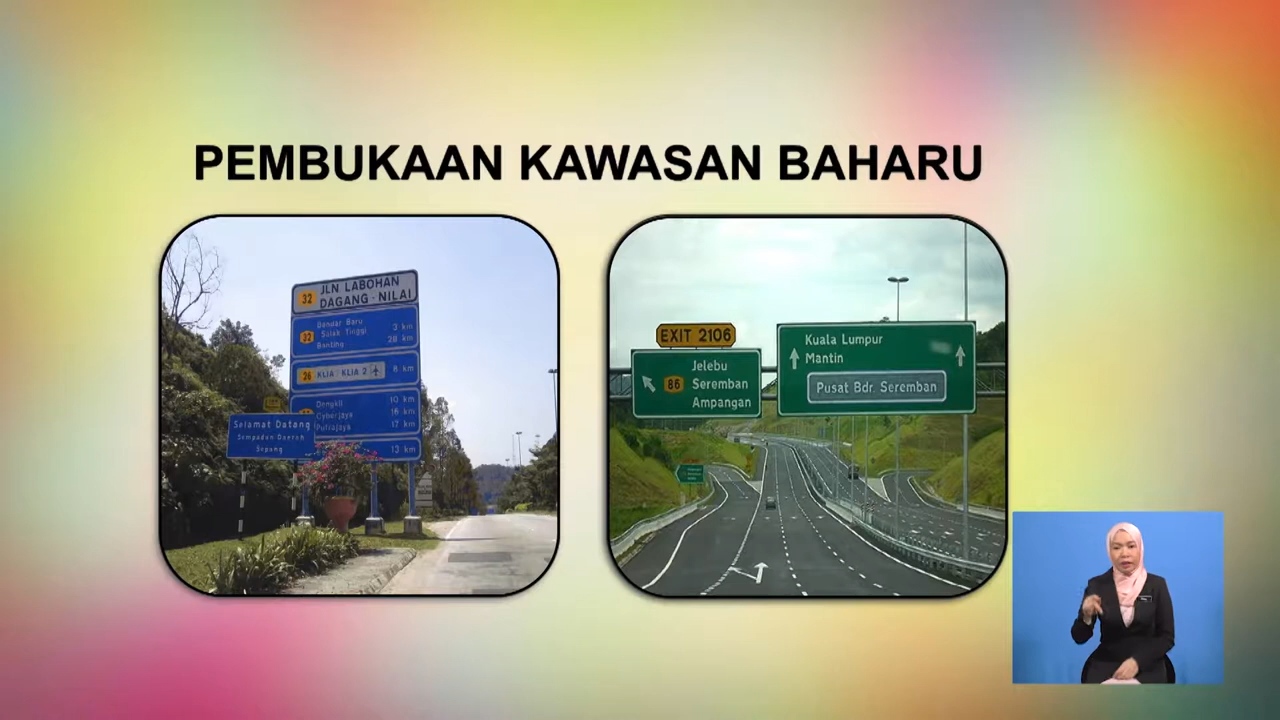 PEMBUKAAN KAWASAN BAHARU
32
JLN LABOHAN
DAGANG - NILAI
32
Bandar Baru
Salak Tinggi
3 km
Banting
28 km
26
KLIA / KLIA 2
8 km
Dengkil
10 km
Cyberjaya
16 km
Putrajaya
17 km
13 km
Selamat Datang
Sempadan Daerah
Sepang
EXIT 2106
86
Jelebu
Seremban
Ampangan
Kuala Lumpur
Mantin
Pusat Bdr. Seremban